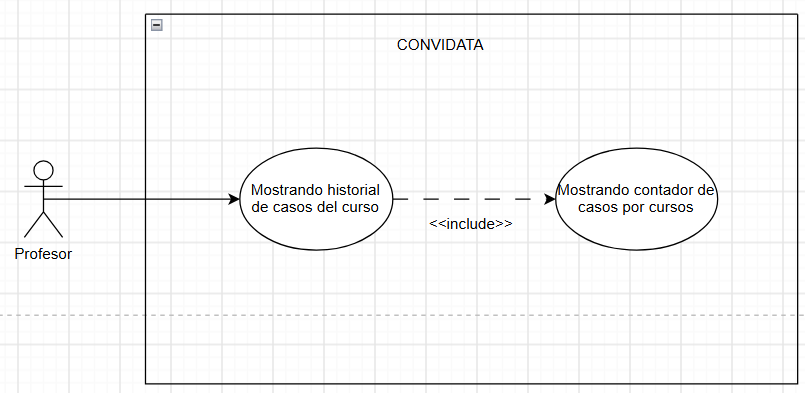 CONVIDATA
Mostrando historial
de casos del curso
Mostrando contador de
casos por cursos
<<include>>
Profesor